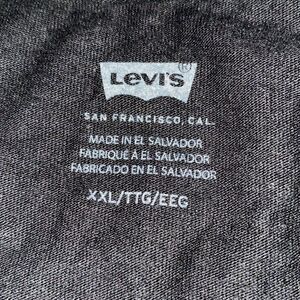 Levi's ®
SAN FRANCISCO, CAL.
MADE IN EL SALVADOR
FABRIQUÉ À EL SALVADOR
FABRICADO EN EL SALVADOR
XXL/TTG/EEG